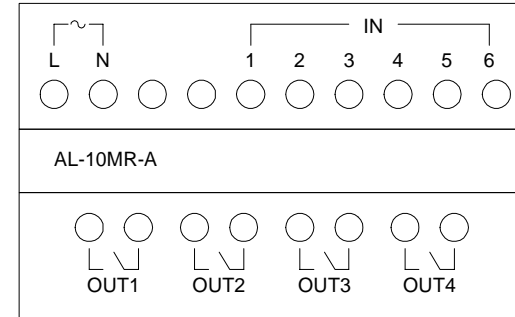 IN
L N 1 2 3 4 5 6
AL-10MR-A
OUT1 OUT2 OUT3 OUT4